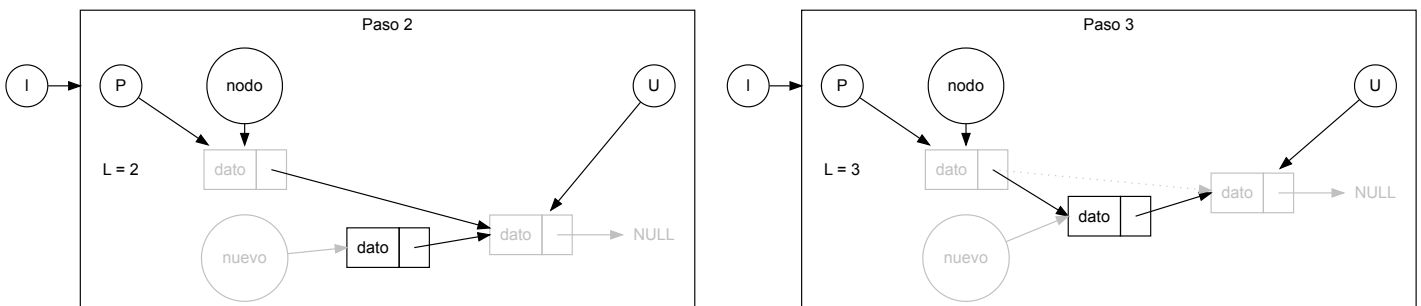 Paso 2
I
P
nodo
U
L = 2
dato
dato
NULL
nuevo
dato
Paso 3
I
P
nodo
U
L = 3
dato
dato
NULL
dato
nuevo